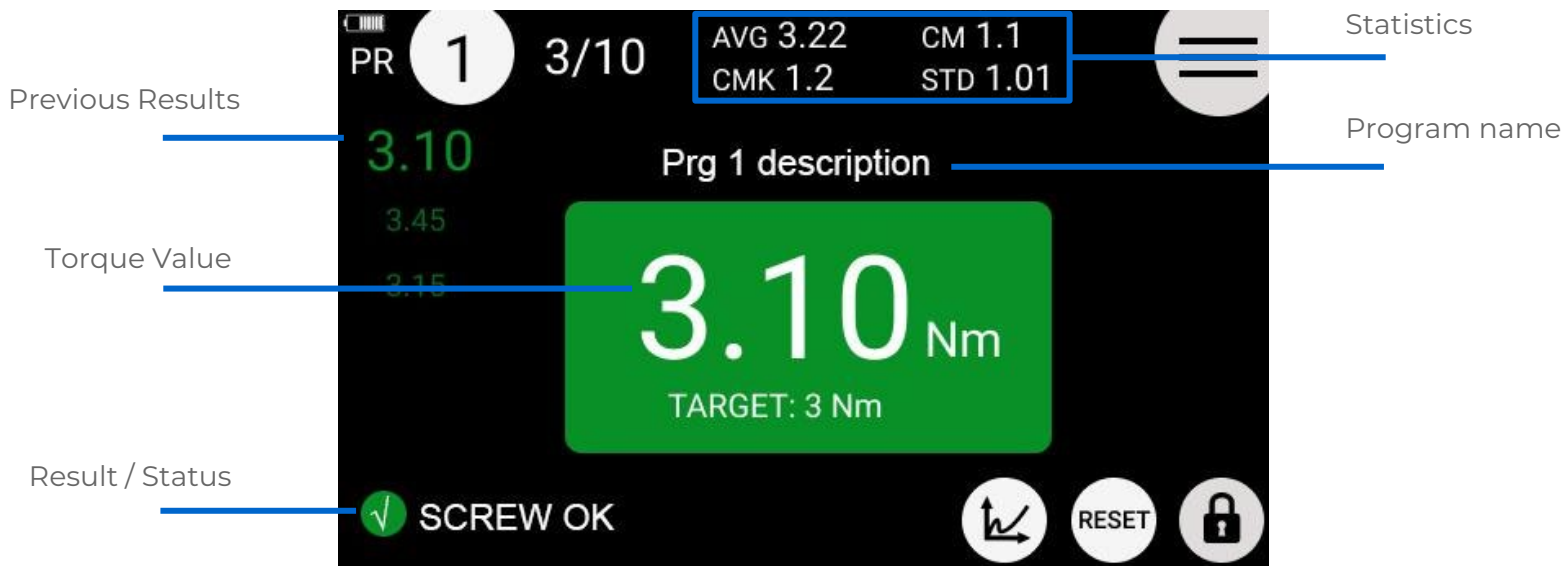 Statistics
AVG 3.22 CM 1.1
PR 1 3/10
CMK 1.2 STD 1.01
Previous Results
Program name
3.10
Prg 1 description
3.45
Torque Value
3.15
3.10 Nm
TARGET: 3 Nm
Result / Status
√ SCREW OK
RESET